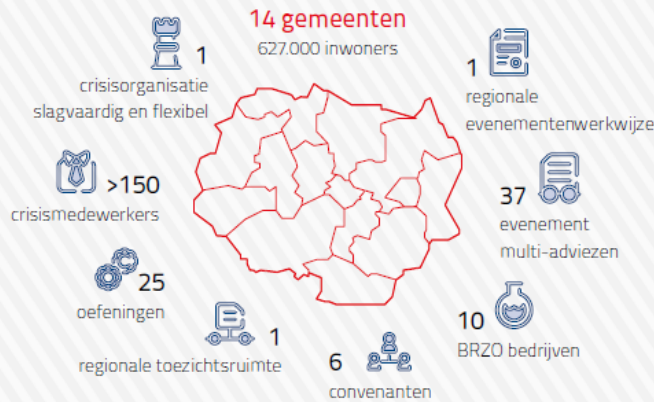 14 gemeenten
627.000 inwoners
1
crisisorganisatie
slagvaardig en flexibel
1
regionale
evenementenwerkwijze
>150
crisismedewerkers
37
evenement
multi-adviezen
25
oefeningen
10
BRZO bedrijven
1
regionale toezichtsruimte
6
convenanten